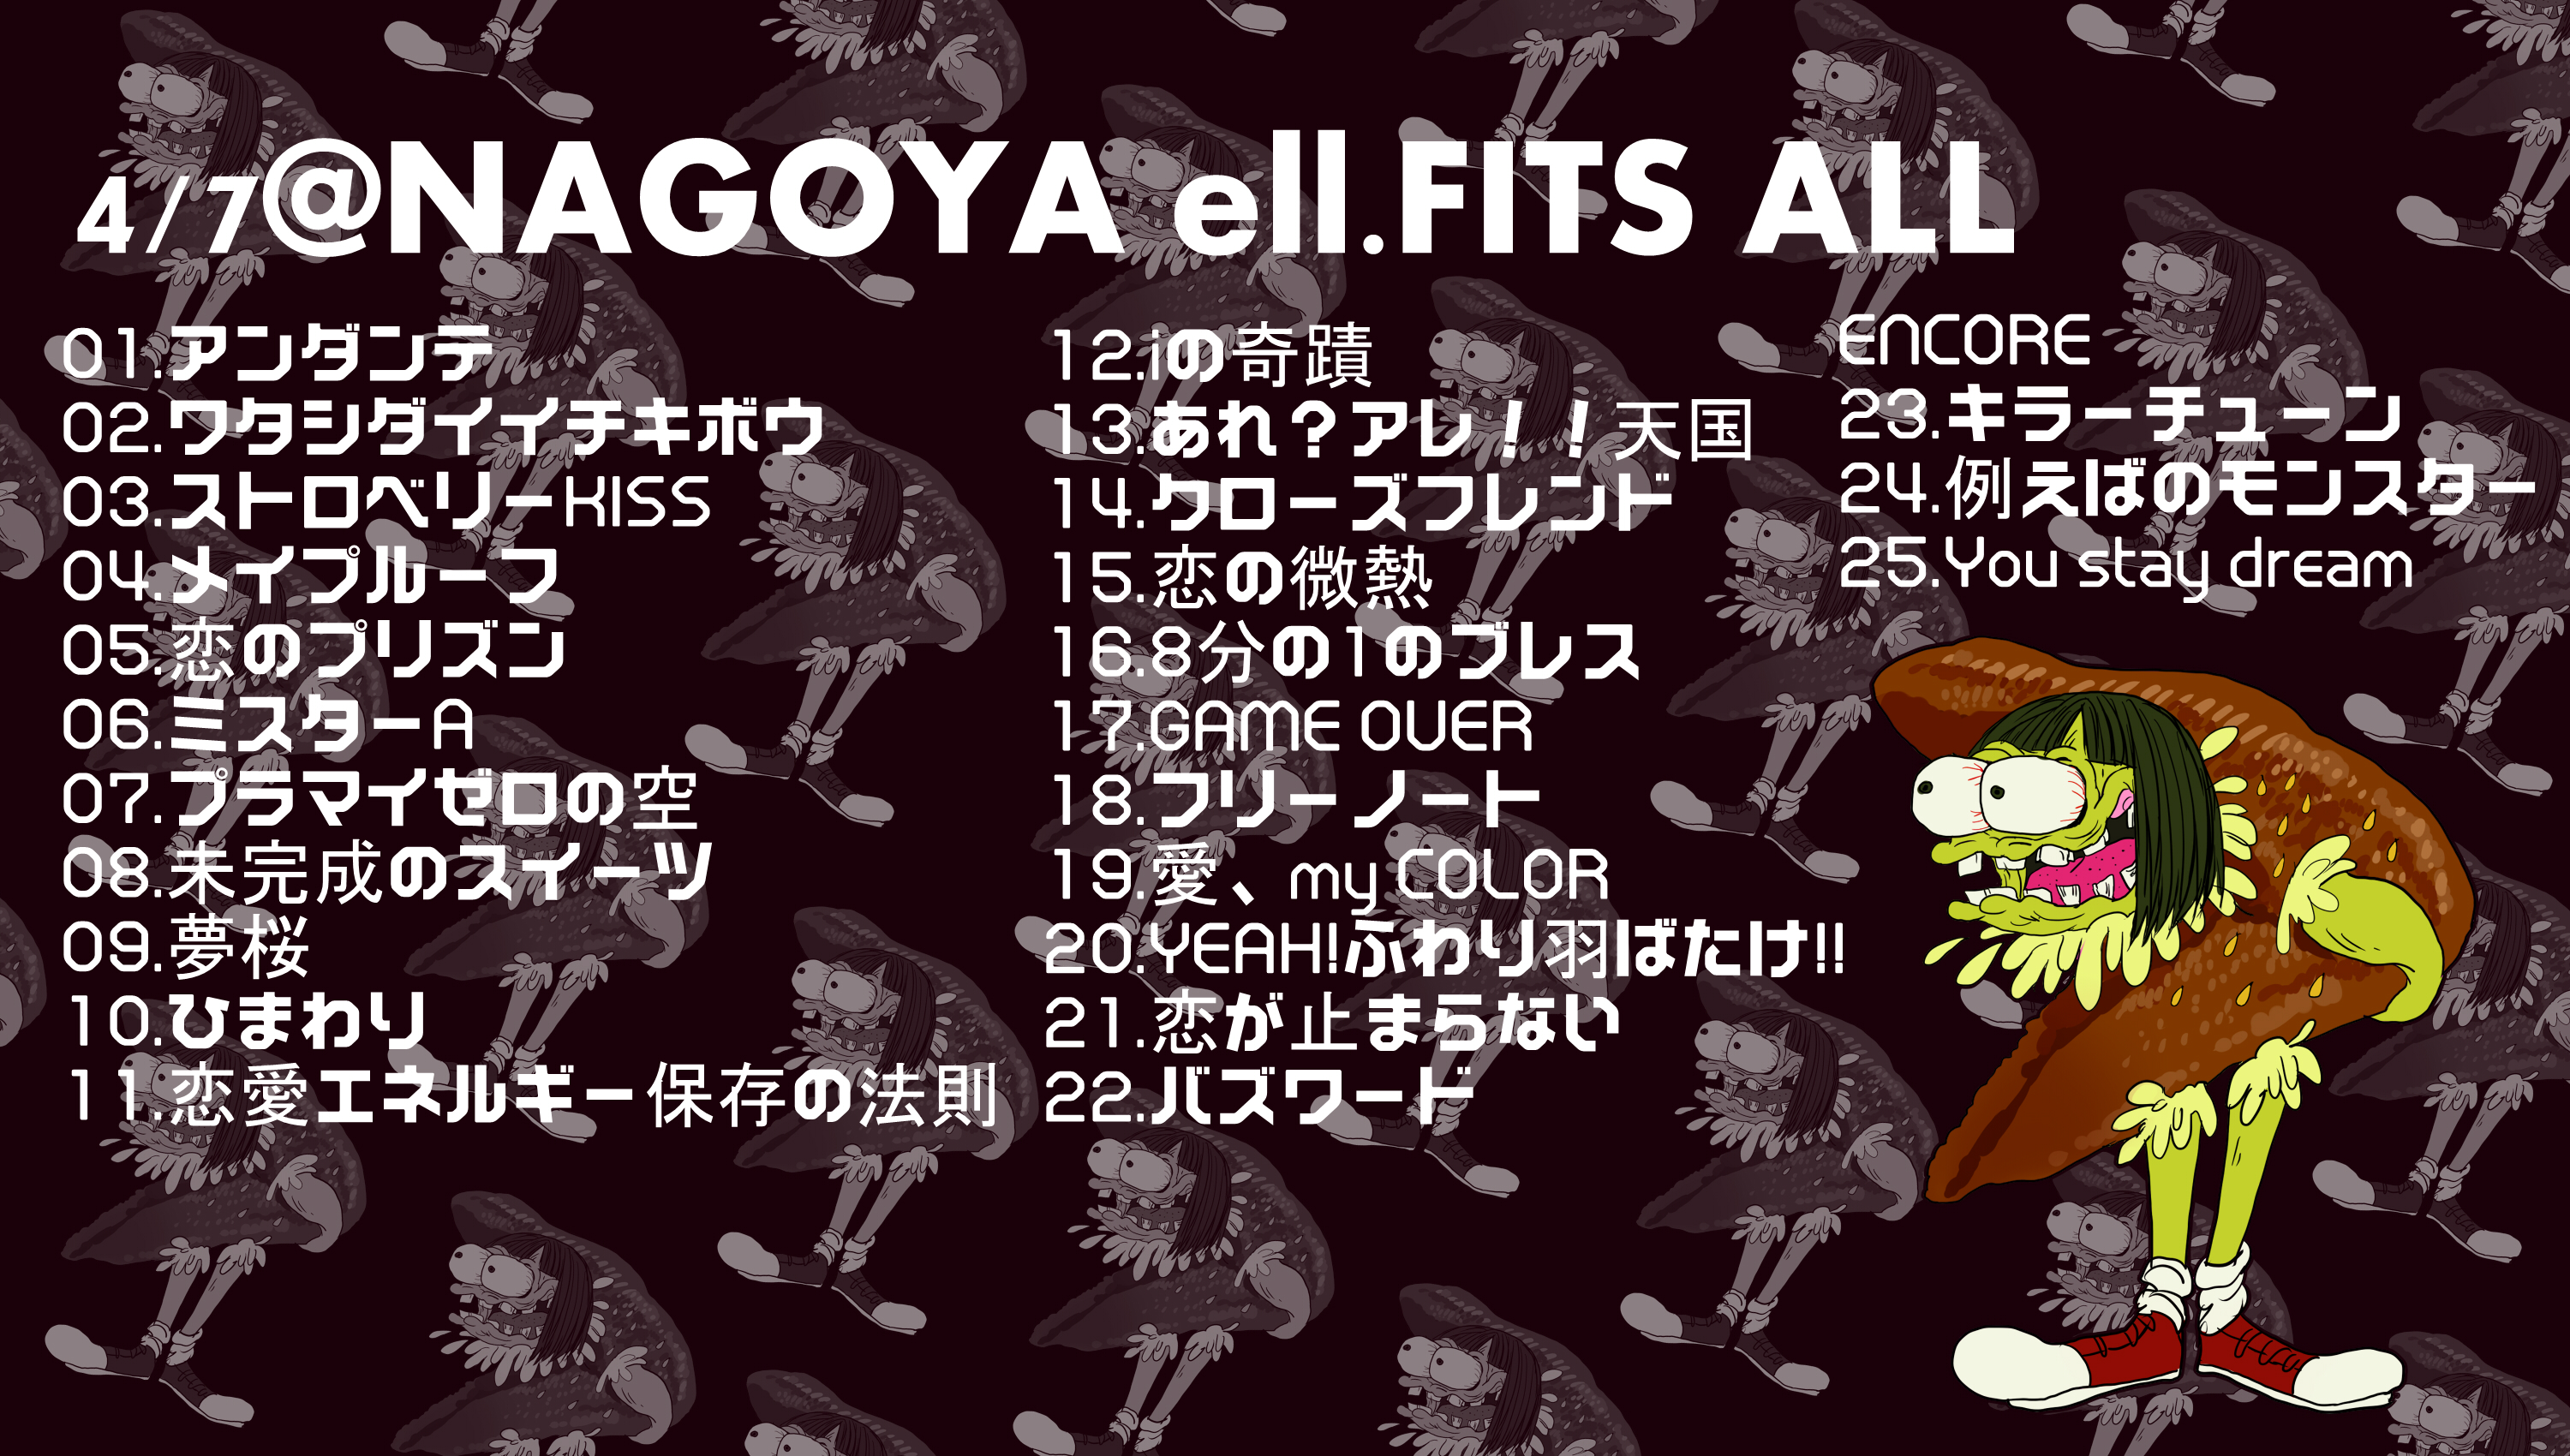 4/7@NAGOYA ell.FITS ALL
01.アンダンテ
02.ワタシダイイチキボウ
03.ストロベリーKISS
04.メイプルーフ
05.恋のプリズン
06.ミスターA
07.プラマイゼロの空
08.未完成のスイーツ
09.夢桜
10.ひまわり
11.恋愛エネルギー保存の法則
12.iの奇蹟
13.あれ？アレ！！天国
14.クローズフレンド
15.恋の微熱
16.8分の1のブレス
17.GAME OVER
18.フリーノート
19.愛、my COLOR
20.YEAH!ふわり羽ばたけ!!
21.恋が止まらない
22.バズワード
ENCORE
23.キラーチューン
24.例えばのモンスター
25.You stay dream